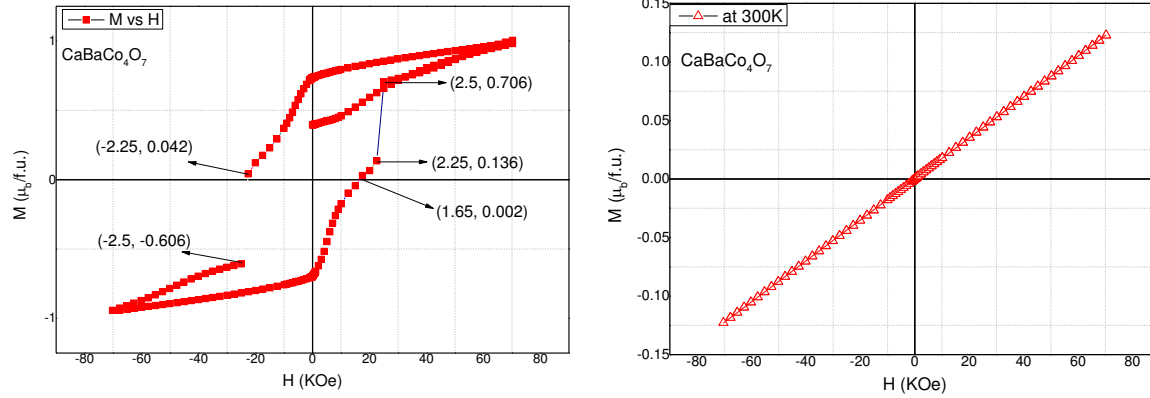 M vs H
CaBaCo₄O₇
1
0
-1
(2.5, 0.706)
(-2.25, 0.042)
(2.25, 0.136)
(1.65, 0.002)
(-2.5, -0.606)
-80 -60 -40 -20 0 20 40 60 80
H (KOe)
M (μb/f.u.)
at 300K
CaBaCo₄O₇
0.15
0.10
0.05
0.00
-0.05
-0.10
-0.15
-80 -60 -40 -20 0 20 40 60 80
H (KOe)
M (μb/f.u.)